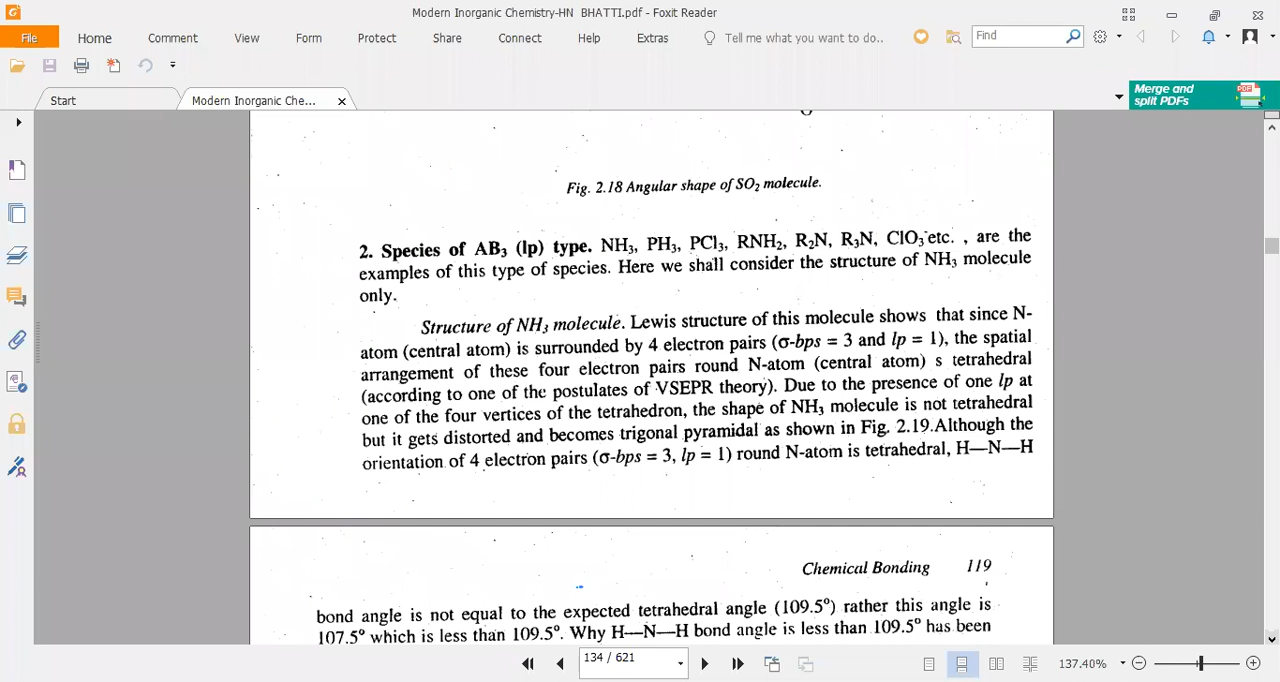 Modern Inorganic Chemistry-HN BHATTI.pdf - Foxit Reader
File Home Comment View Form Protect Share Connect Help Extras Tell me what you want to do.. Find
Start Modern Inorganic Che... Merge and
split PDFs
Fig. 2.18 Angular shape of SO₂ molecule.
2. Species of AB₃ (lp) type. NH₃, PH₃, PCl₃, RNH₂, R₂N, R₃N, ClO₃⁻etc. , are the
examples of this type of species. Here we shall consider the structure of NH₃ molecule
only.
Structure of NH₃ molecule. Lewis structure of this molecule shows that since N-
atom (central atom) is surrounded by 4 electron pairs (σ-bps = 3 and lp = 1), the spatial
arrangement of these four electron pairs round N-atom (central atom) s tetrahedral
(according to one of the postulates of VSEPR theory). Due to the presence of one lp at
one of the four vertices of the tetrahedron, the shape of NH₃ molecule is not tetrahedral
but it gets distorted and becomes trigonal pyramidal as shown in Fig. 2.19.Although the
orientation of 4 electron pairs (σ-bps = 3, lp = 1) round N-atom is tetrahedral, H—N—H
Chemical Bonding 119
bond angle is not equal to the expected tetrahedral angle (109.5°) rather this angle is
107.5° which is less than 109.5°. Why H—N—H bond angle is less than 109.5° has been
134 / 621 137.40%